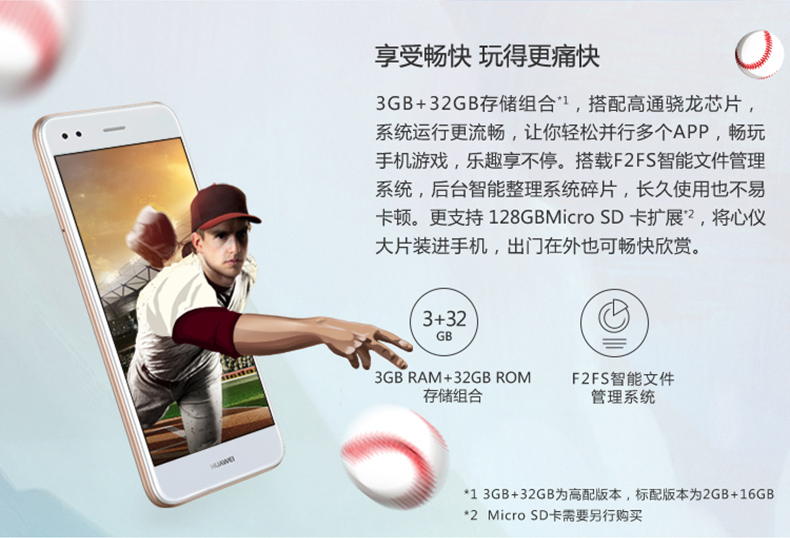 享受畅快 玩得更痛快
3GB+32GB存储组合*1，搭配高通骁龙芯片，
系统运行更流畅，让你轻松并行多个APP，畅玩
手机游戏，乐趣享不停。搭载F2FS智能文件管理
系统，后台智能整理系统碎片，长久使用也不易
卡顿。更支持 128GBMicro SD 卡扩展*2，将心仪
大片装进手机，出门在外也可畅快欣赏。
3+32
GB
3GB RAM+32GB ROM
存储组合
F2FS智能文件
管理系统
HUAWEI
*1 3GB+32GB为高配版本，标配版本为2GB+16GB
*2 Micro SD卡需要另行购买